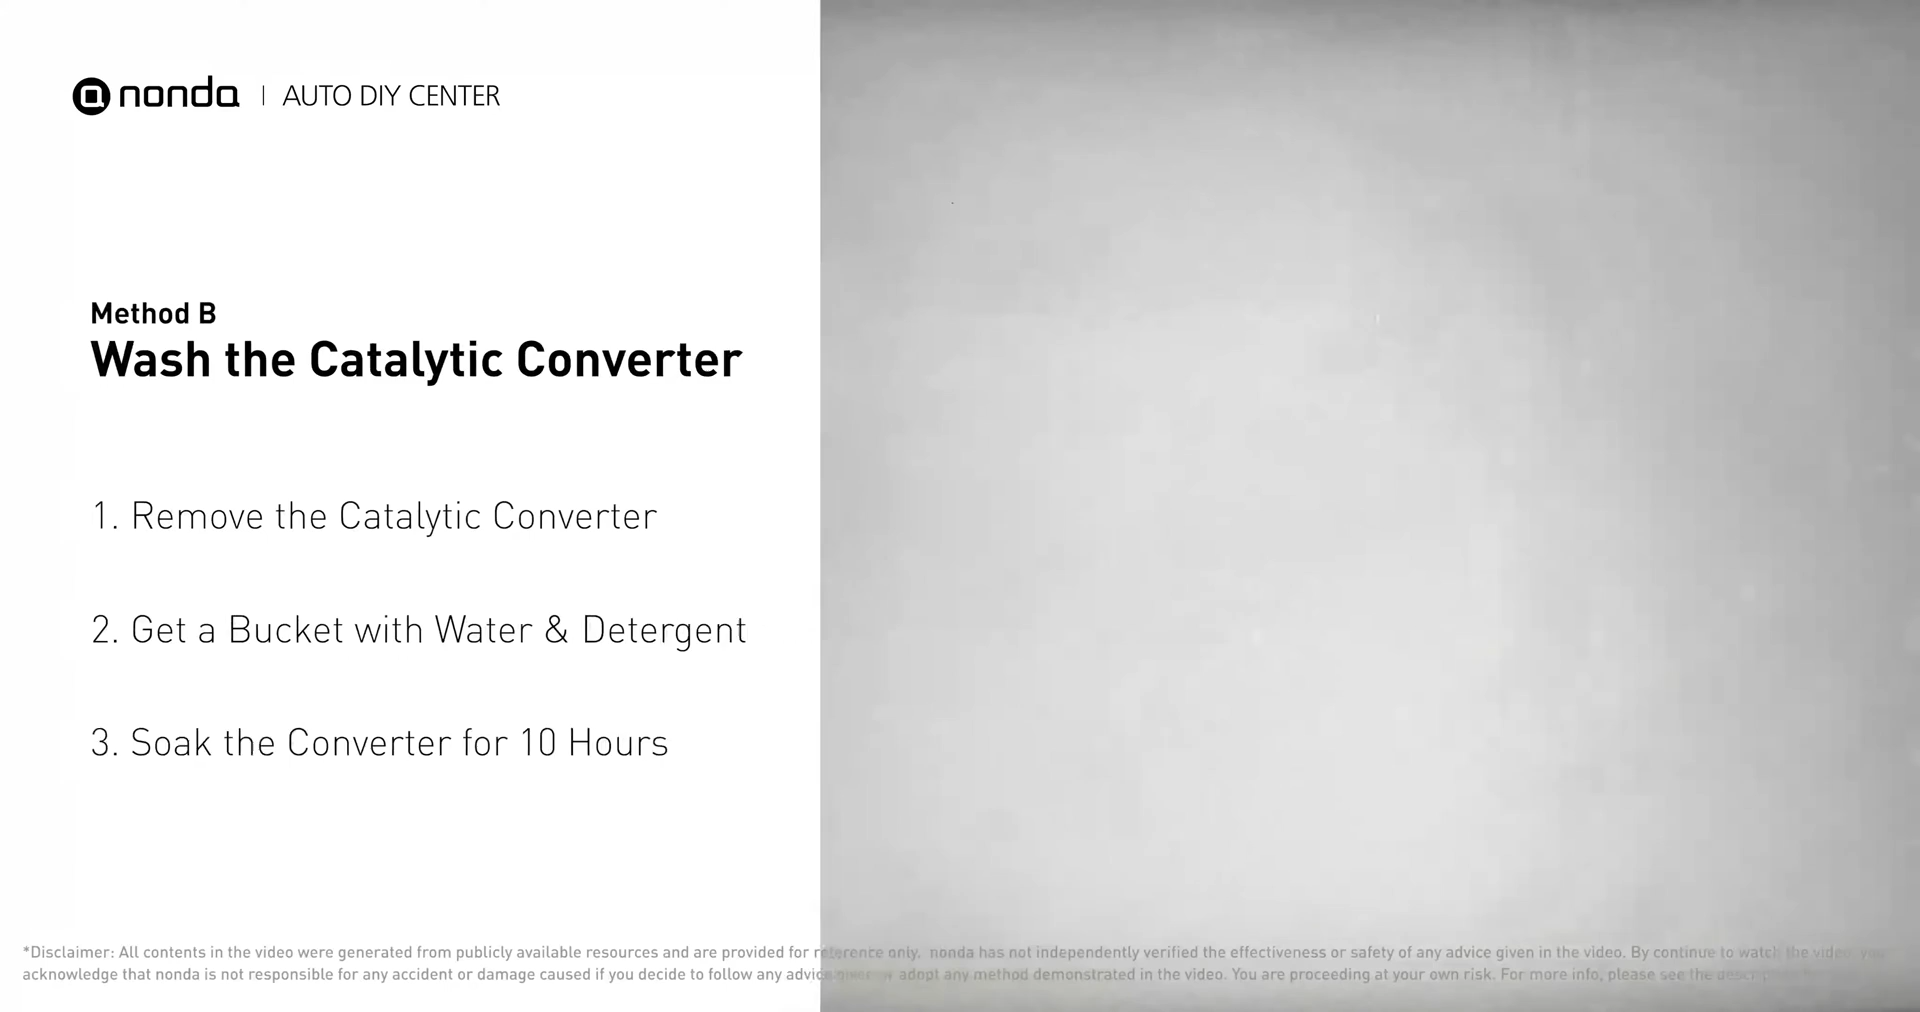 nonda | AUTO DIY CENTER
Method B
Wash the Catalytic Converter
1. Remove the Catalytic Converter
2. Get a Bucket with Water & Detergent
3. Soak the Converter for 10 Hours
*Disclaimer: All contents in the video were generated from publicly available resources and are provided for reference only. nonda has not independently verified the effectiveness or safety of any advice given in the video. By continue to watch the video, you
acknowledge that nonda is not responsible for any accident or damage caused if you decide to follow any advice given or adopt any method demonstrated in the video. You are proceeding at your own risk. For more info, please see the